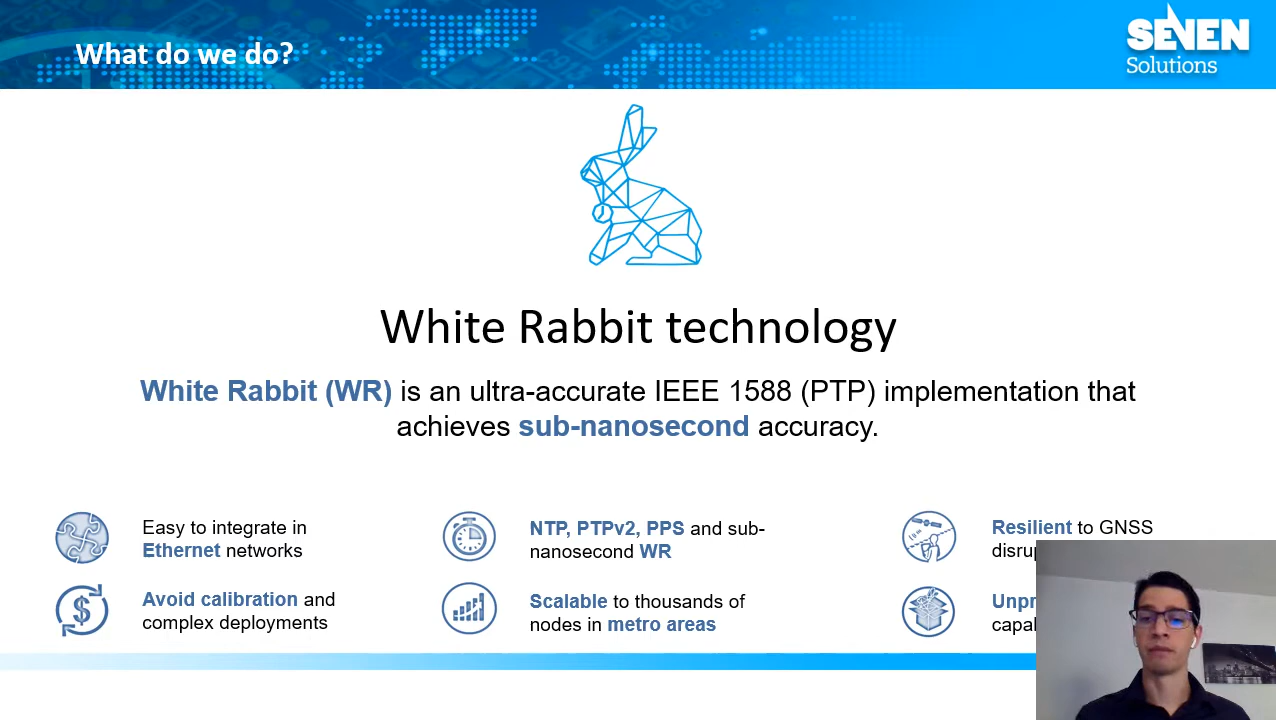 What do we do?
SEVEN
Solutions
White Rabbit technology
White Rabbit (WR) is an ultra-accurate IEEE 1588 (PTP) implementation that
achieves sub-nanosecond accuracy.
Easy to integrate in
Ethernet networks
NTP, PTPv2, PPS and sub-
nanosecond WR
Resilient to GNSS
Avoid calibration and
complex deployments
Scalable to thousands of
nodes in metro areas